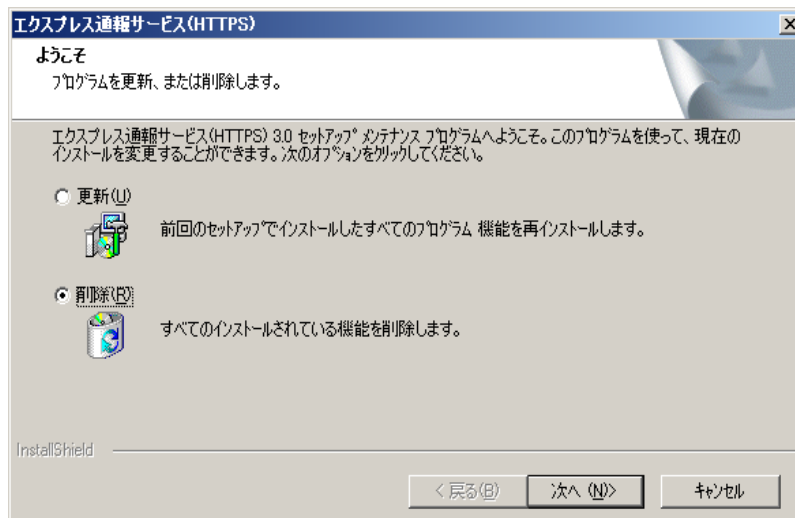 エクスプレス通報サービス(HTTPS)
ようこそ
プログラムを更新、または削除します。
エクスプレス通報サービス(HTTPS) 3.0 セットアップ メンテナンス プログラムへようこそ。このプログラムを使って、現在の
インストールを変更することができます。次のオプションをクリックしてください。
更新(U)
前回のセットアップでインストールしたすべてのプログラム 機能を再インストールします。
削除(R)
すべてのインストールされている機能を削除します。
InstallShield
< 戻る(B)
次へ (N)>
キャンセル